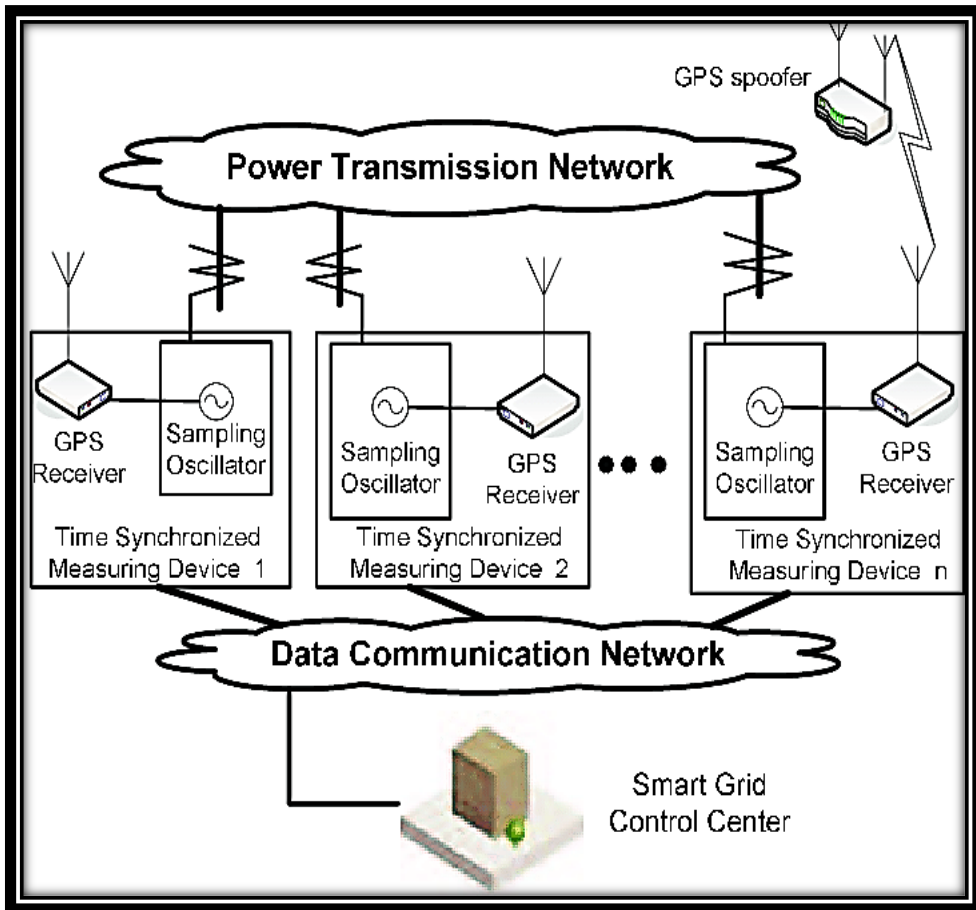 GPS spoofer
Power Transmission Network
GPS
Receiver
Sampling
Oscillator
Time Synchronized
Measuring Device 1
Sampling
Oscillator
GPS
Receiver
Time Synchronized
Measuring Device 2
Sampling
Oscillator
GPS
Receiver
Time Synchronized
Measuring Device n
Data Communication Network
Smart Grid
Control Center